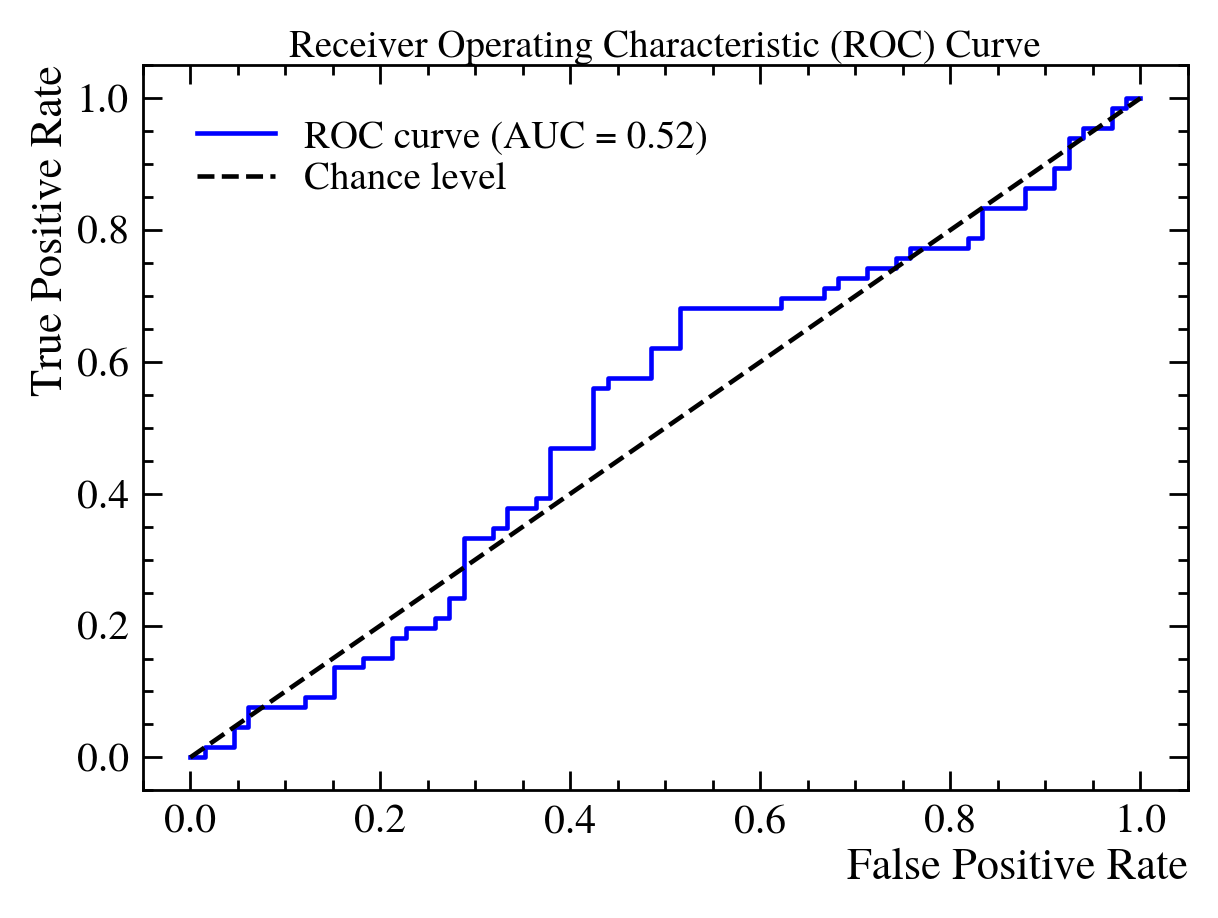 Receiver Operating Characteristic (ROC) Curve
True Positive Rate
1.0
0.8
0.6
0.4
0.2
0.0
ROC curve (AUC = 0.52)
Chance level
0.0 0.2 0.4 0.6 0.8 1.0
False Positive Rate